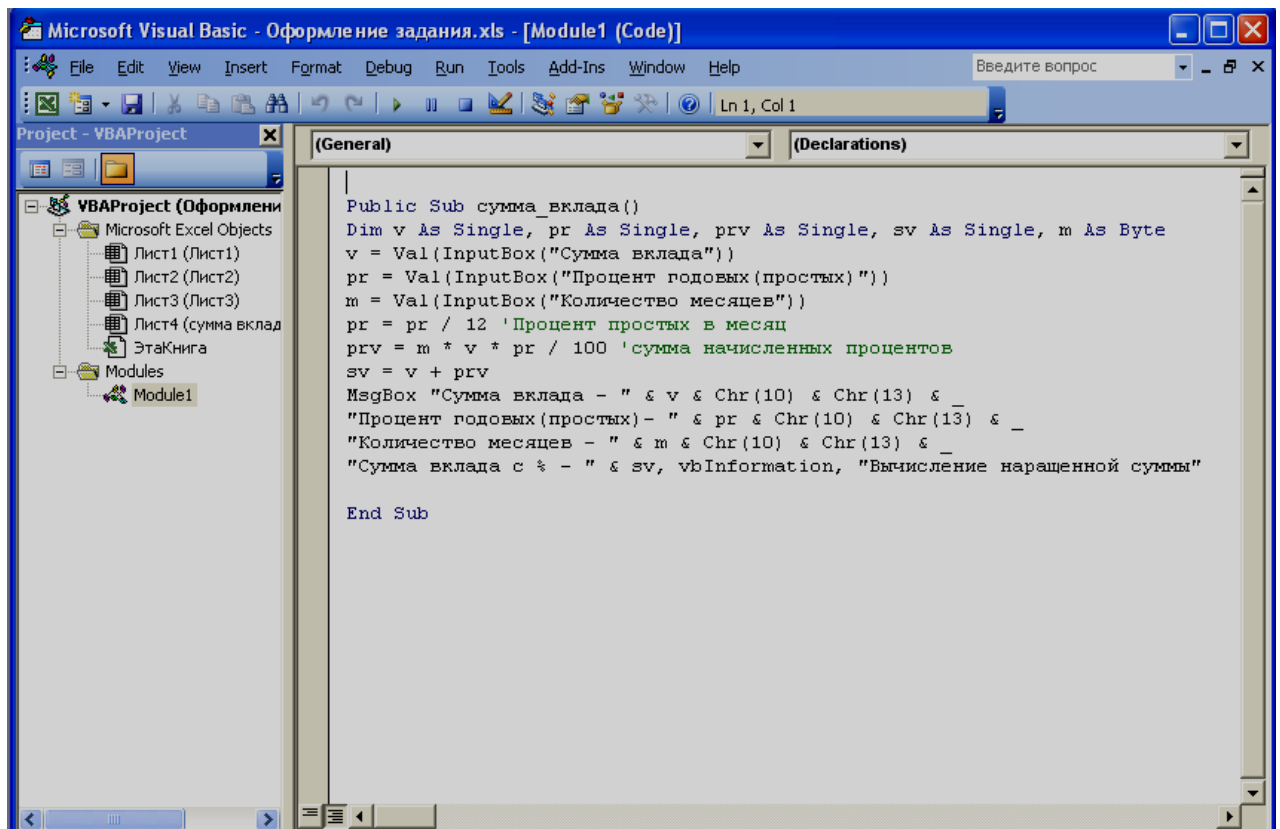 Microsoft Visual Basic - Оформление задания.xls - [Module1 (Code)]
File Edit View Insert Format Debug Run Tools Add-Ins Window Help Введите вопрос
Ln 1, Col 1
Project - VBAProject
(General) (Declarations)
VBAProject (Оформлени
Microsoft Excel Objects
Лист1 (Лист1)
Лист2 (Лист2)
Лист3 (Лист3)
Лист4 (сумма вклад
ЭтаКнига
Modules
Module1
Public Sub сумма_вклада()
Dim v As Single, pr As Single, prv As Single, sv As Single, m As Byte
v = Val(InputBox("Сумма вклада"))
pr = Val(InputBox("Процент годовых(простых)"))
m = Val(InputBox("Количество месяцев"))
pr = pr / 12 'Процент простых в месяц
prv = m * v * pr / 100 'сумма начисленных процентов
sv = v + prv
MsgBox "Сумма вклада - " & v & Chr(10) & Chr(13) & _
"Процент годовых(простых)- " & pr & Chr(10) & Chr(13) & _
"Количество месяцев - " & m & Chr(10) & Chr(13) & _
"Сумма вклада с % - " & sv, vbInformation, "Вычисление наращенной суммы"
End Sub